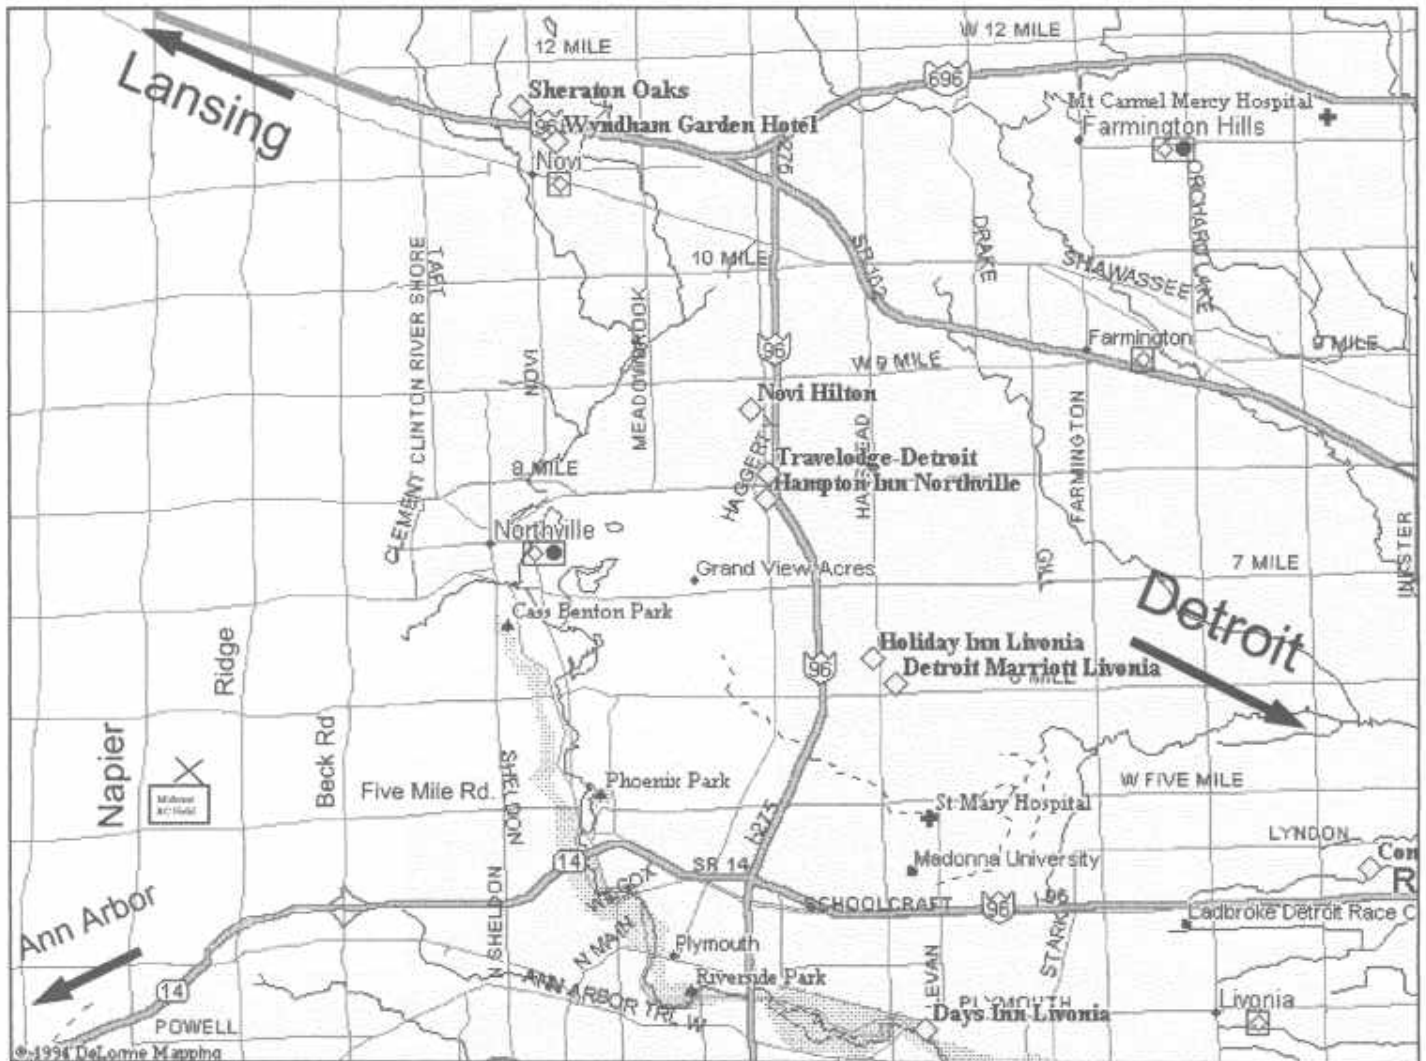 W 12 MILE
12 MILE
Lansing
696
Sheraton Oaks
Mt Carmel Mercy Hospital
96
Wyndham Garden Hotel
Farmington Hills
I-275
Novi
ORCHARD LAKE
TAFT
DRAKE
SR 102
10 MILE
SHAWASSEE
CLEMENT CLINTON RIVER SHORE
NOVI
MEADOWBROOK
96
Farmington
9 MILE
W 9 MILE
Novi Hilton
HAGGERTY
FARMINGTON
Travelodge-Detroit
8 MILE
Hampton Inn Northville
Northville
INKSTER
GILL
7 MILE
Grand View Acres
Detroit
Cass Benton Park
Ridge
Holiday Inn Livonia
96
Detroit Marriott Livonia
6 MILE
Napier
Beck Rd
SHELDON
Phoenix Park
W FIVE MILE
Five Mile Rd.
St Mary Hospital
I-275
LYNDON
14
SR 14
Madonna University
Con
R
WILCOX
SCHOOLCRAFT
96
I-96
Ladbroke Detroit Race C
Ann Arbor
N SHELDON
N MAIN
Plymouth
STARK
LEVAN
14
Riverside Park
ANN ARBOR TRL W
PLYMOUTH
Livonia
Days Inn Livonia
POWELL
© 1994 DeLorme Mapping